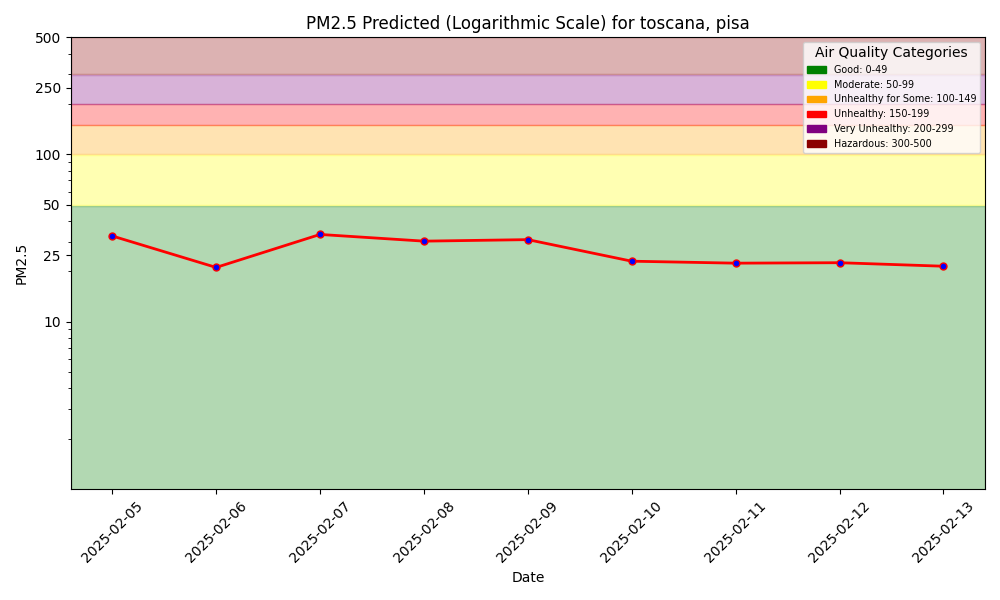 PM2.5 Predicted (Logarithmic Scale) for toscana, pisa
500
250
100
50
25
10
PM2.5
Air Quality Categories
Good: 0-49
Moderate: 50-99
Unhealthy for Some: 100-149
Unhealthy: 150-199
Very Unhealthy: 200-299
Hazardous: 300-500
2025-02-05
2025-02-06
2025-02-07
2025-02-08
2025-02-09
2025-02-10
2025-02-11
2025-02-12
2025-02-13
Date